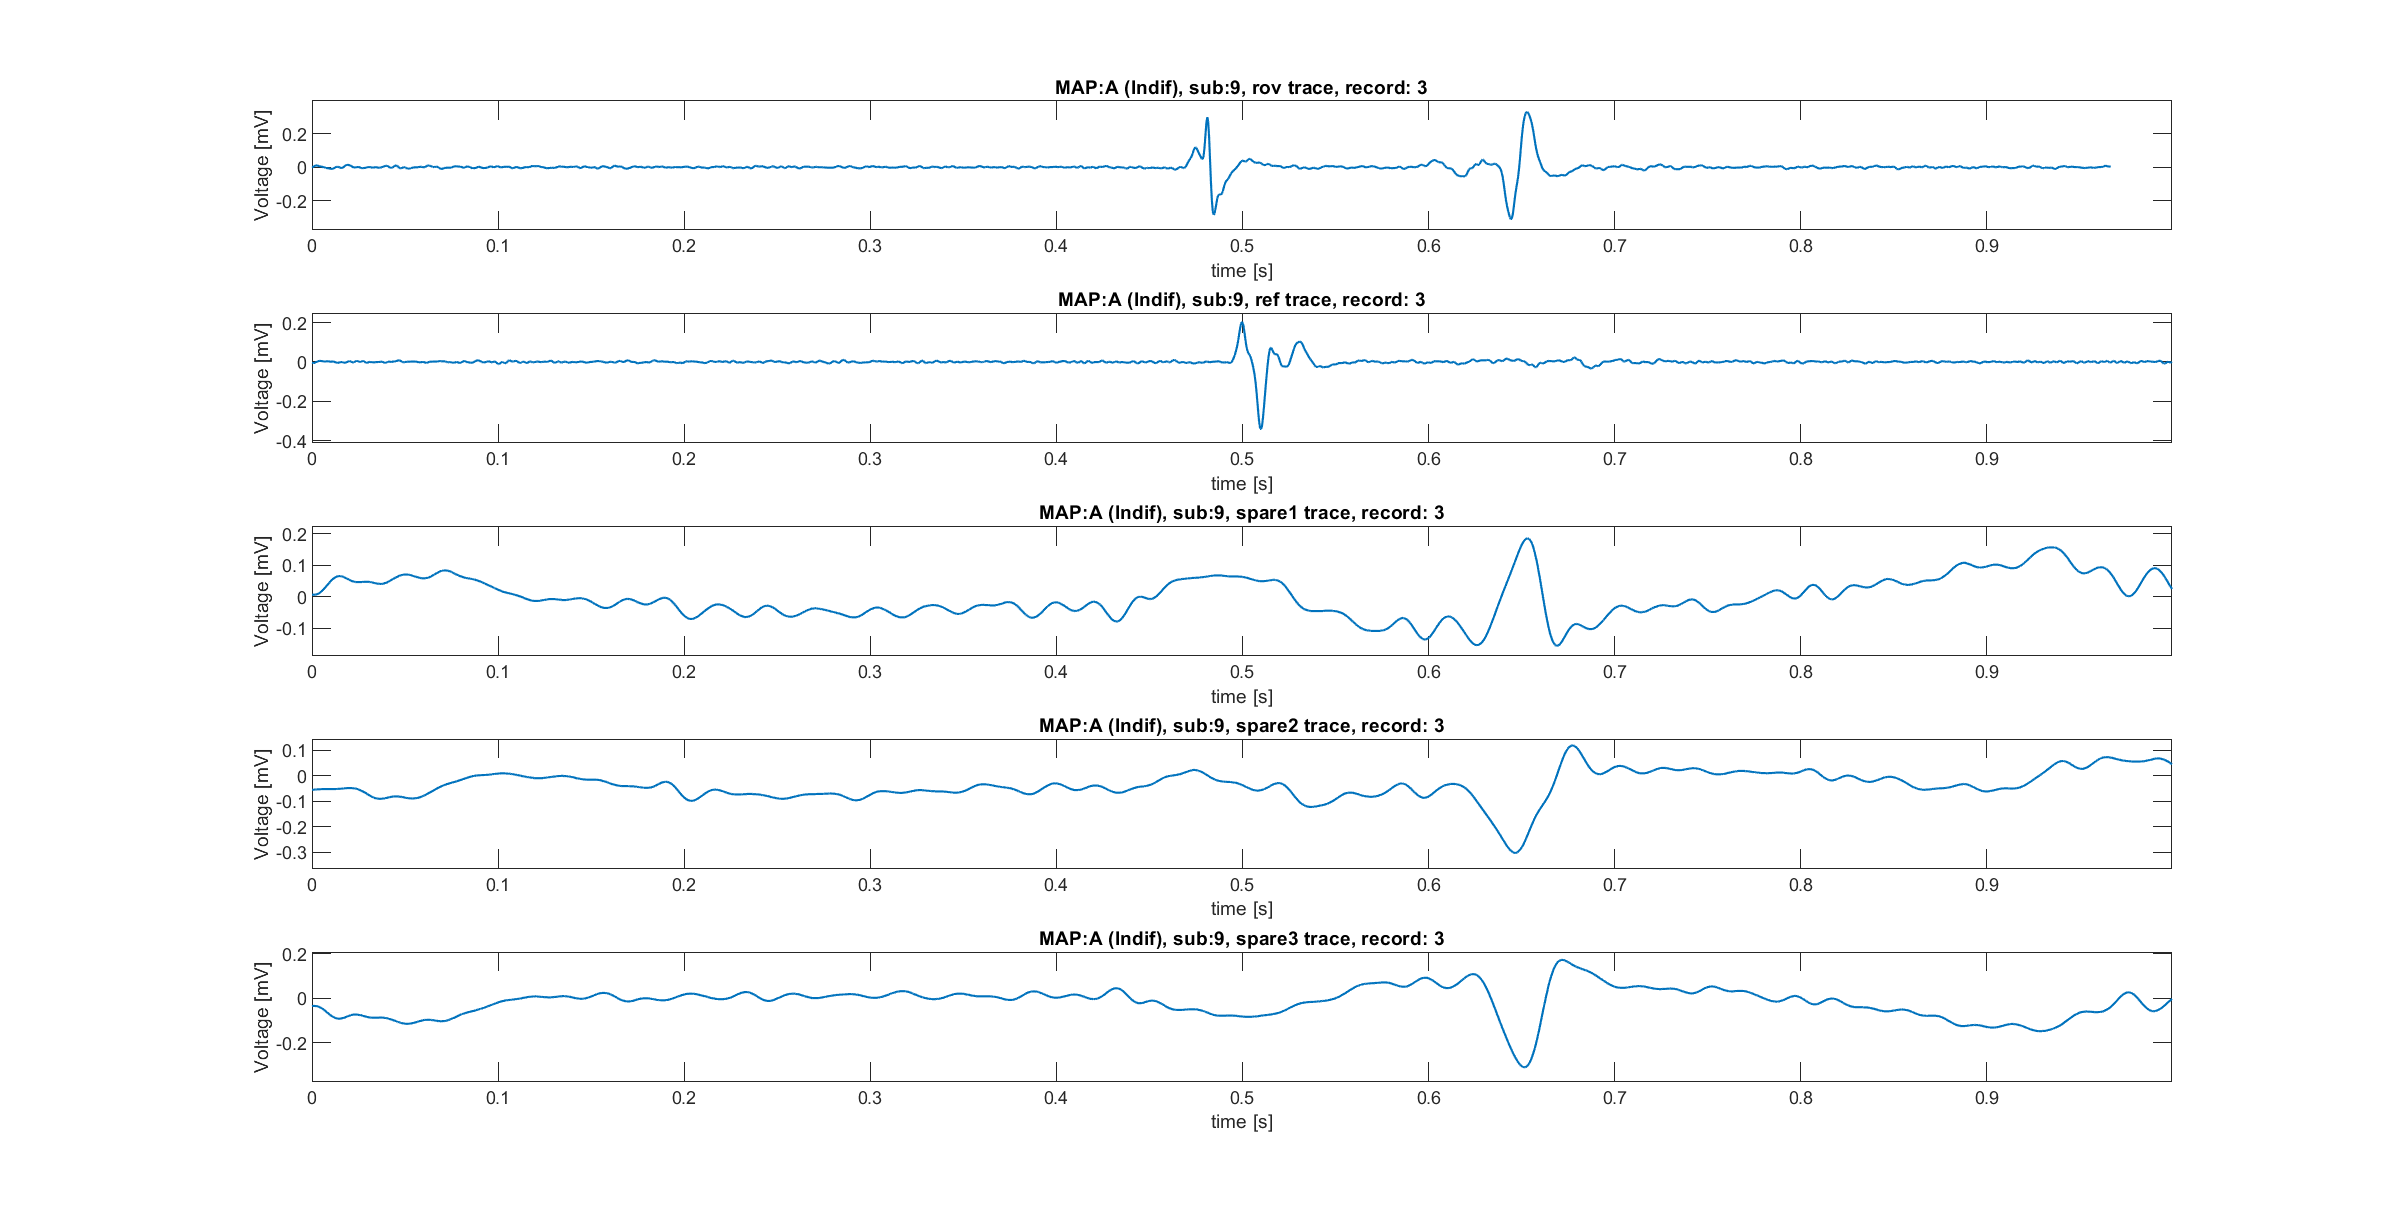 MAP:A (Indif), sub:9, rov trace, record: 3
Voltage [mV]
0.2
0
-0.2
0 0.1 0.2 0.3 0.4 0.5 0.6 0.7 0.8 0.9
time [s]
MAP:A (Indif), sub:9, ref trace, record: 3
Voltage [mV]
0.2
0
-0.2
-0.4
0 0.1 0.2 0.3 0.4 0.5 0.6 0.7 0.8 0.9
time [s]
MAP:A (Indif), sub:9, spare1 trace, record: 3
Voltage [mV]
0.2
0.1
0
-0.1
0 0.1 0.2 0.3 0.4 0.5 0.6 0.7 0.8 0.9
time [s]
MAP:A (Indif), sub:9, spare2 trace, record: 3
Voltage [mV]
0.1
0
-0.1
-0.2
-0.3
0 0.1 0.2 0.3 0.4 0.5 0.6 0.7 0.8 0.9
time [s]
MAP:A (Indif), sub:9, spare3 trace, record: 3
Voltage [mV]
0.2
0
-0.2
0 0.1 0.2 0.3 0.4 0.5 0.6 0.7 0.8 0.9
time [s]